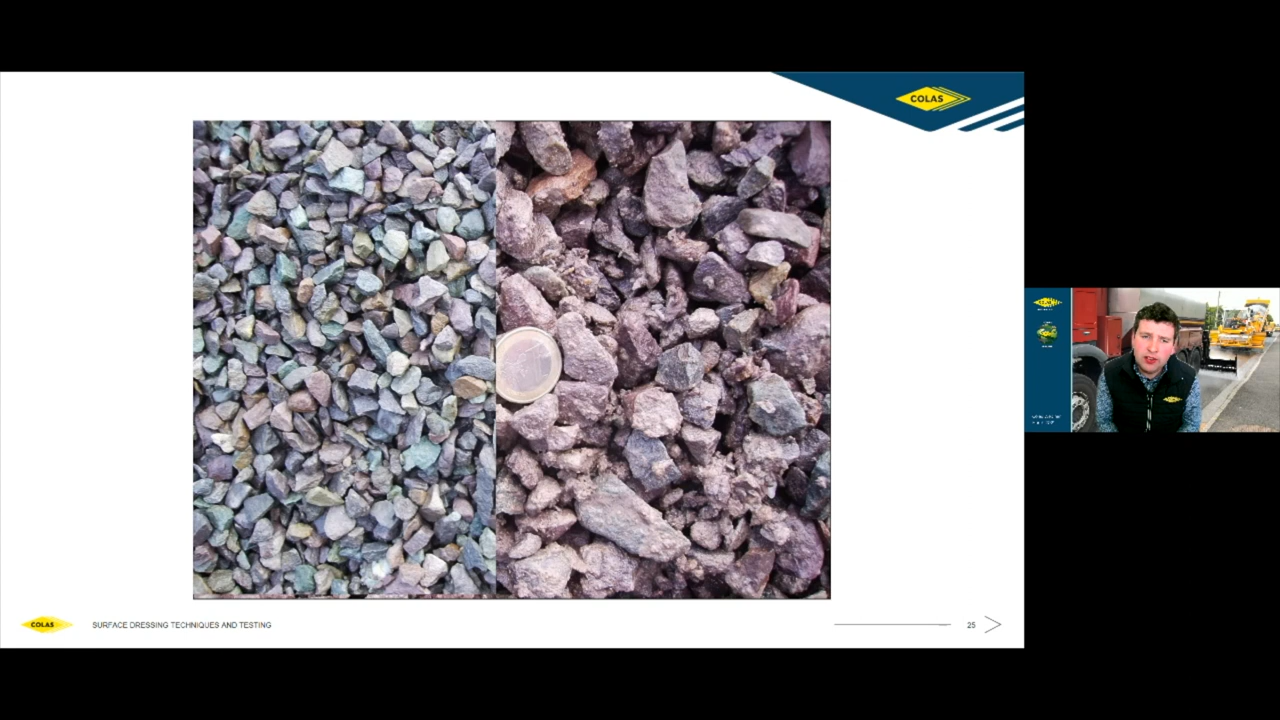 COLAS
COLAS
SURFACE DRESSING TECHNIQUES AND TESTING
25